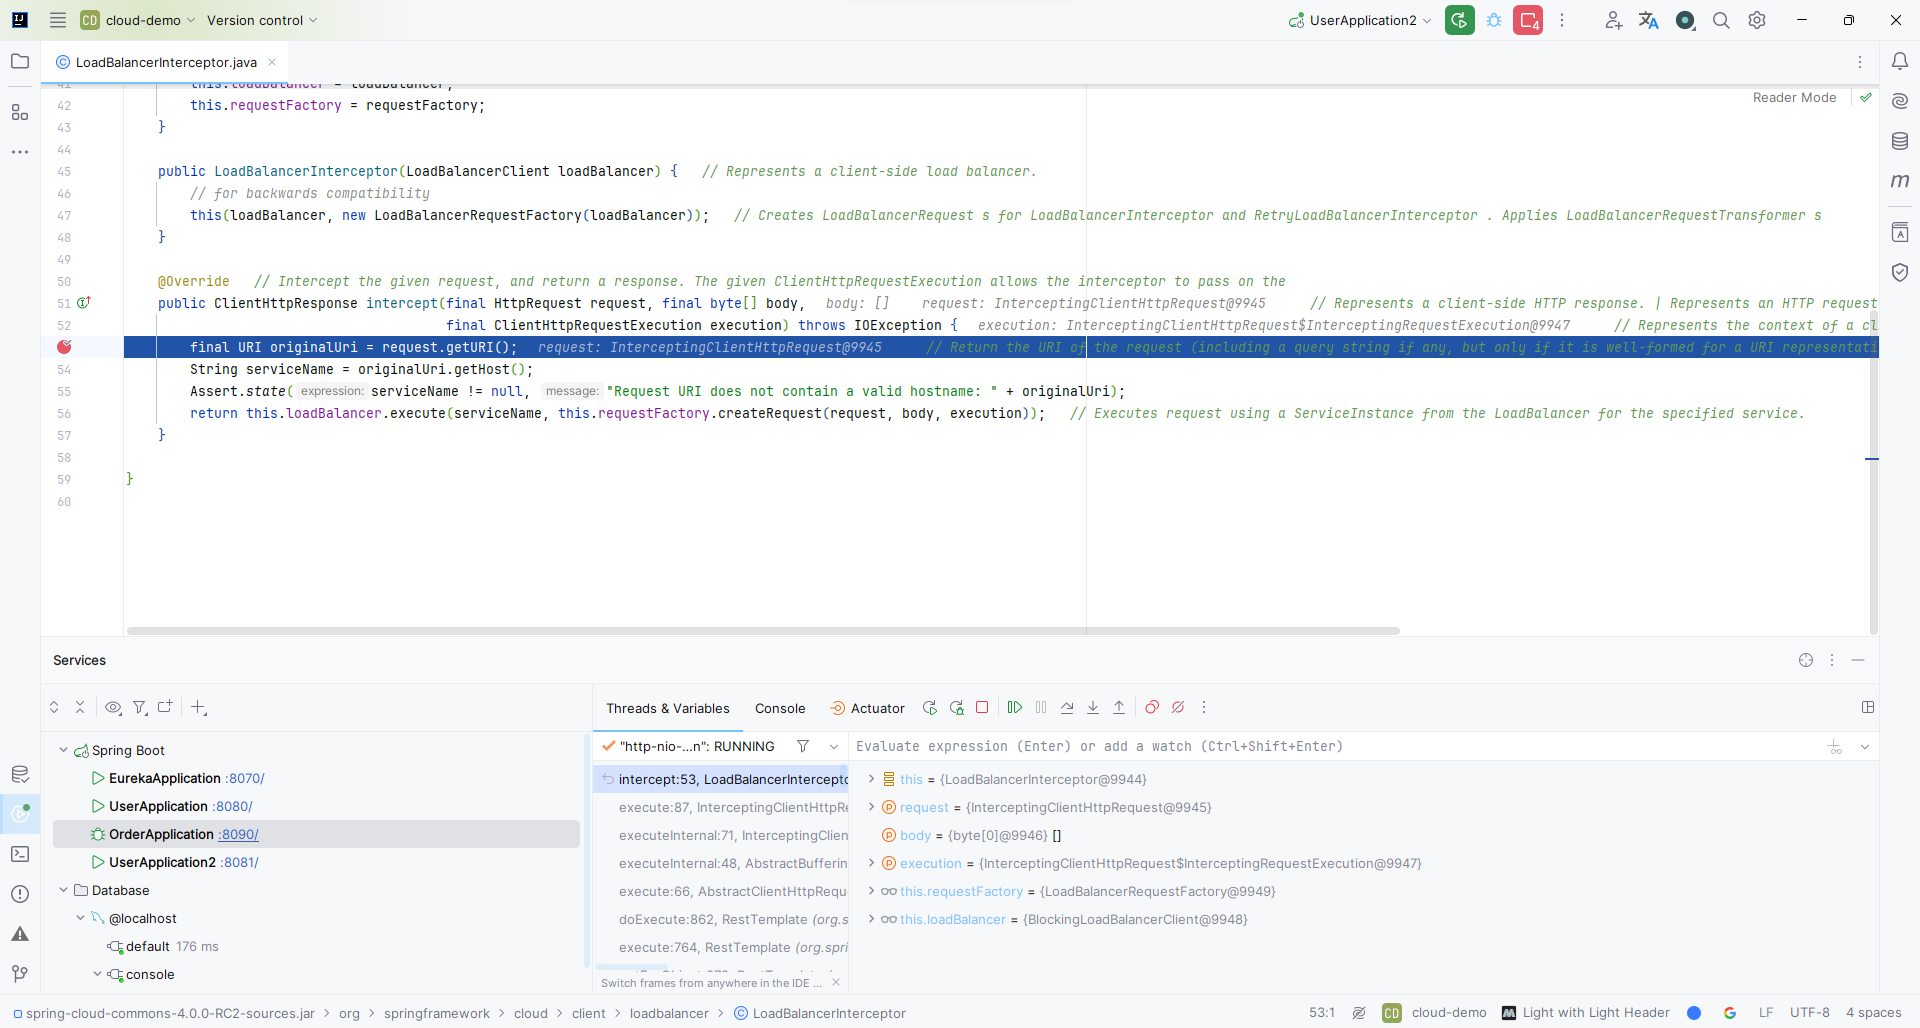 CD cloud-demo Version control UserApplication2 4
LoadBalancerInterceptor.java
41 this.loadBalancer = loadBalancer;
42 this.requestFactory = requestFactory;
Reader Mode
43 }
44
45 public LoadBalancerInterceptor(LoadBalancerClient loadBalancer) { // Represents a client-side load balancer.
46 // for backwards compatibility
47 this(loadBalancer, new LoadBalancerRequestFactory(loadBalancer)); // Creates LoadBalancerRequest s for LoadBalancerInterceptor and RetryLoadBalancerInterceptor . Applies LoadBalancerRequestTransformer s
48 }
49
50 @Override // Intercept the given request, and return a response. The given ClientHttpRequestExecution allows the interceptor to pass on the
51 public ClientHttpResponse intercept(final HttpRequest request, final byte[] body, body: [] request: InterceptingClientHttpRequest@9945 // Represents a client-side HTTP response. | Represents an HTTP request
52 final ClientHttpRequestExecution execution) throws IOException { execution: InterceptingClientHttpRequest$InterceptingRequestExecution@9947 // Represents the context of a cl
final URI originalUri = request.getURI(); request: InterceptingClientHttpRequest@9945 // Return the URI of the request (including a query string if any, but only if it is well-formed for a URI representati
54 String serviceName = originalUri.getHost();
55 Assert.state( expression: serviceName != null, message: "Request URI does not contain a valid hostname: " + originalUri);
56 return this.loadBalancer.execute(serviceName, this.requestFactory.createRequest(request, body, execution)); // Executes request using a ServiceInstance from the LoadBalancer for the specified service.
57 }
58
59 }
60
Services
Threads & Variables Console Actuator
Spring Boot
EurekaApplication :8070/
UserApplication :8080/
OrderApplication :8090/
UserApplication2 :8081/
Database
@localhost
default 176 ms
console
"http-nio-...n": RUNNING
intercept:53, LoadBalancerIntercepto
execute:87, InterceptingClientHttpRe
executeInternal:71, InterceptingClien
executeInternal:48, AbstractBufferin
execute:66, AbstractClientHttpRequ
doExecute:862, RestTemplate (org.s
execute:764, RestTemplate (org.spri
Switch frames from anywhere in the IDE ...
Evaluate expression (Enter) or add a watch (Ctrl+Shift+Enter)
this = {LoadBalancerInterceptor@9944}
request = {InterceptingClientHttpRequest@9945}
body = {byte[0]@9946} []
execution = {InterceptingClientHttpRequest$InterceptingRequestExecution@9947}
this.requestFactory = {LoadBalancerRequestFactory@9949}
this.loadBalancer = {BlockingLoadBalancerClient@9948}
spring-cloud-commons-4.0.0-RC2-sources.jar > org > springframework > cloud > client > loadbalancer > LoadBalancerInterceptor 53:1 CD cloud-demo Light with Light Header LF UTF-8 4 spaces